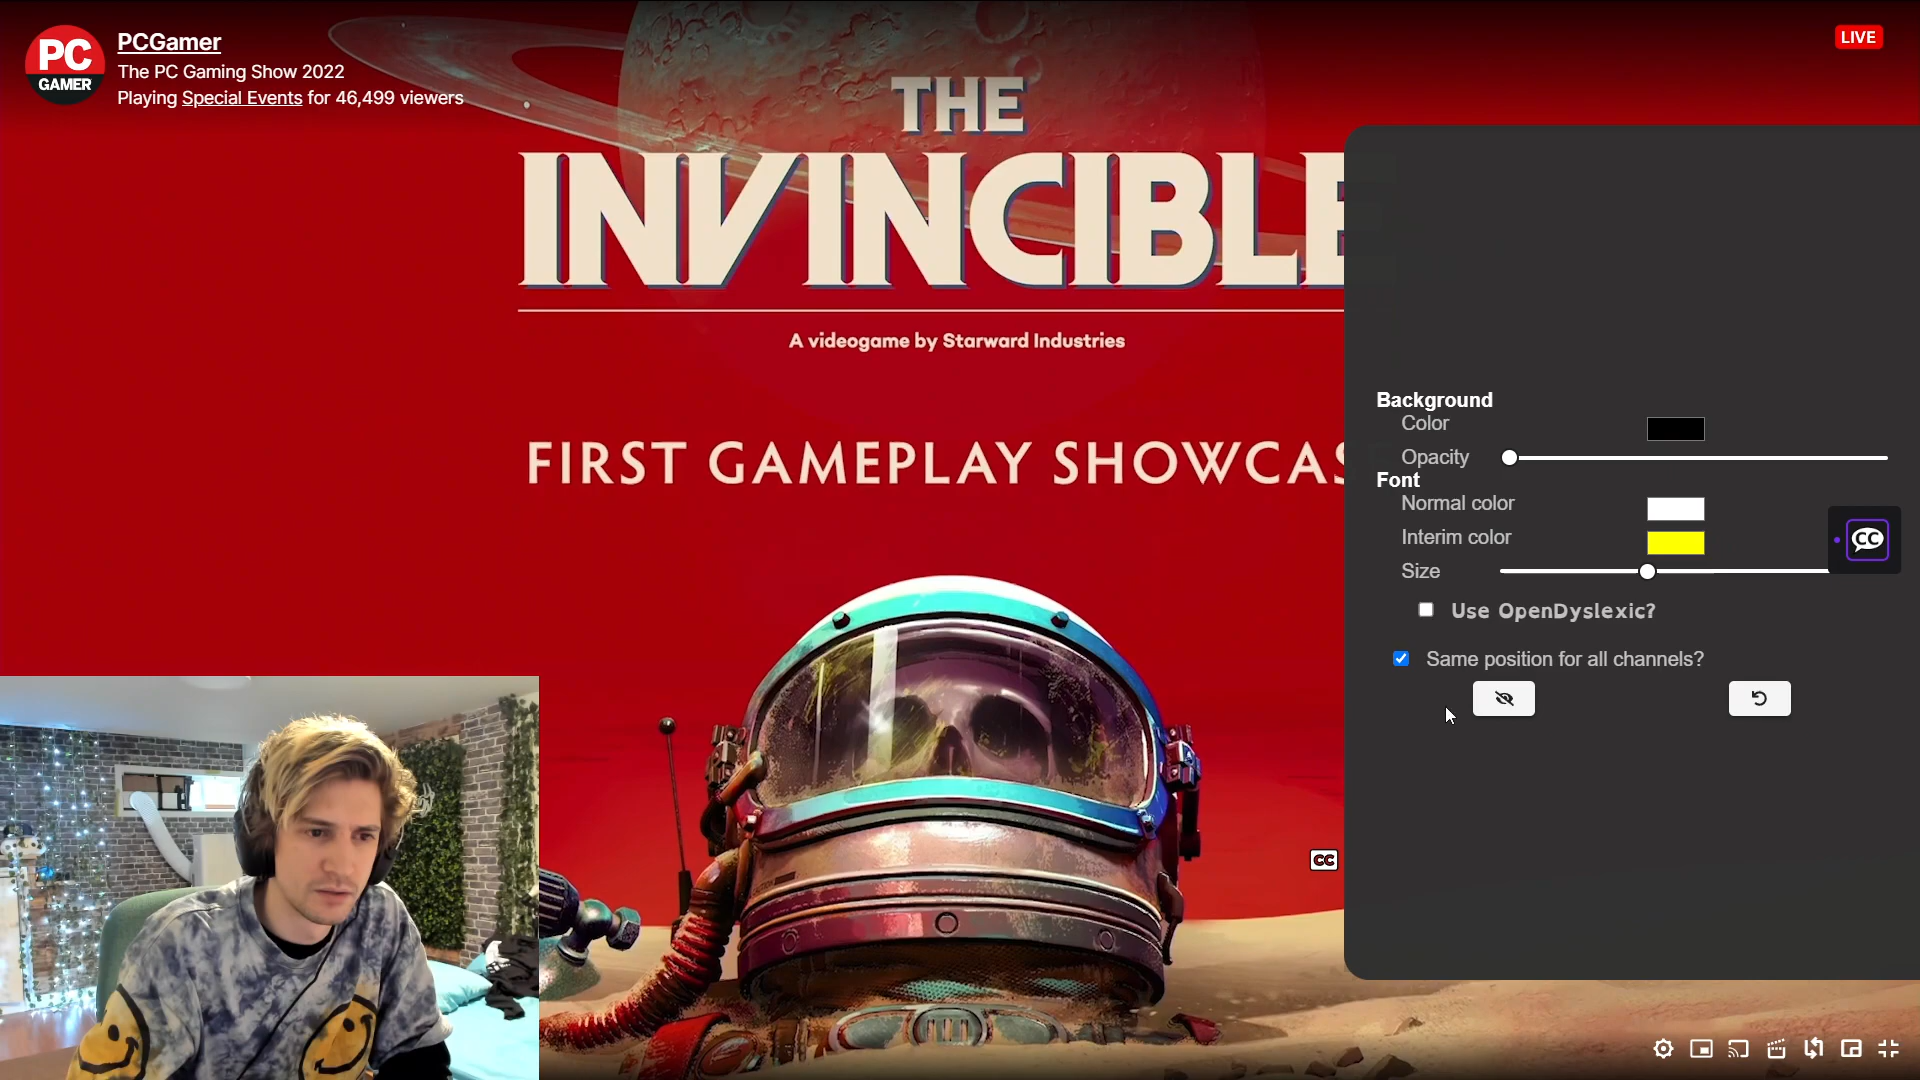 PC
GAMER
PCGamer
The PC Gaming Show 2022
Playing Special Events for 46,499 viewers
LIVE
THE
INVINCIBLE
A videogame by Starward Industries
FIRST GAMEPLAY SHOWCAS
Background
Color
Opacity
Font
Normal color
Interim color
CC
Size
Use OpenDyslexic?
Same position for all channels?
CC